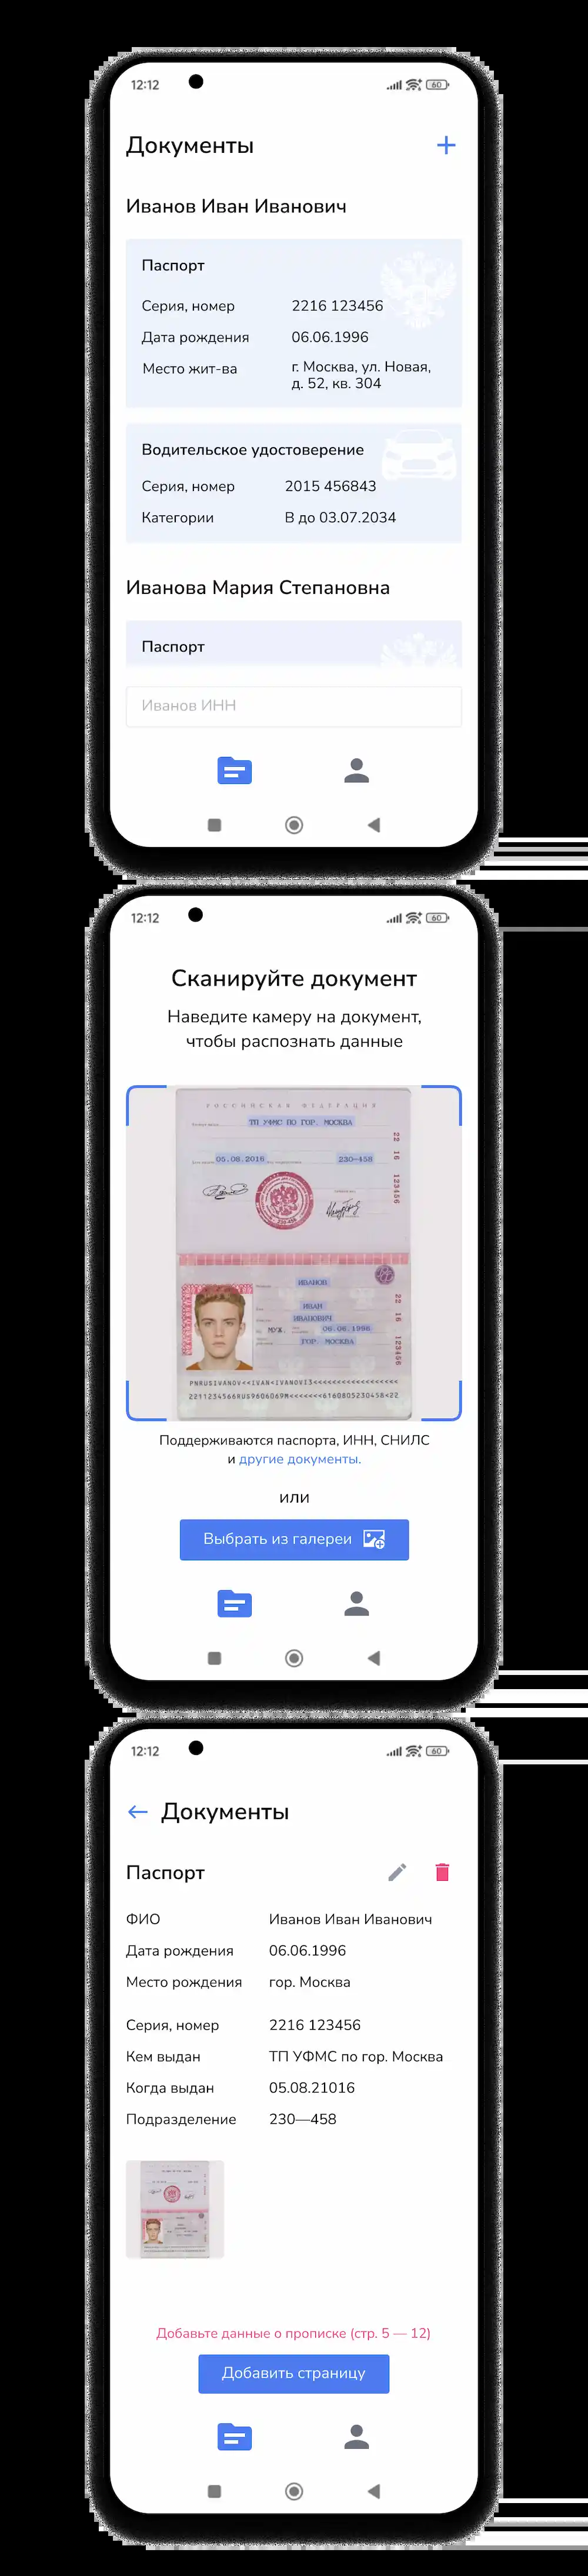 12:12
60
Документы
Иванов Иван Иванович
Паспорт
Серия, номер 2216 123456
Дата рождения 06.06.1996
Место жит-ва г. Москва, ул. Новая,
д. 52, кв. 304
Водительское удостоверение
Серия, номер 2015 456843
Категории B до 03.07.2034
Иванова Мария Степановна
Паспорт
Иванов ИНН
12:12
60
Сканируйте документ
Наведите камеру на документ,
чтобы распознать данные
РОССИЙСКАЯ ФЕДЕРАЦИЯ
ТП УФМС ПО ГОР. МОСКВА
05.08.2016 230-458
22 16 123456
ИВАНОВ
ИВАН
ИВАНОВИЧ
МУЖ. 06.06.1996
ГОР. МОСКВА
123456
PNRUSIVANOV<<IVAN<IVANOVI3<<<<<<<<<<<<<<<<<<
2211234566RUS9606069M<<<<<<<6160805230458<22
Поддерживаются паспорта, ИНН, СНИЛС
и другие документы.
или
Выбрать из галереи
12:12
60
Документы
Паспорт
ФИО Иванов Иван Иванович
Дата рождения 06.06.1996
Место рождения гор. Москва
Серия, номер 2216 123456
Кем выдан ТП УФМС по гор. Москва
Когда выдан 05.08.21016
Подразделение 230—458
Добавьте данные о прописке (стр. 5 — 12)
Добавить страницу